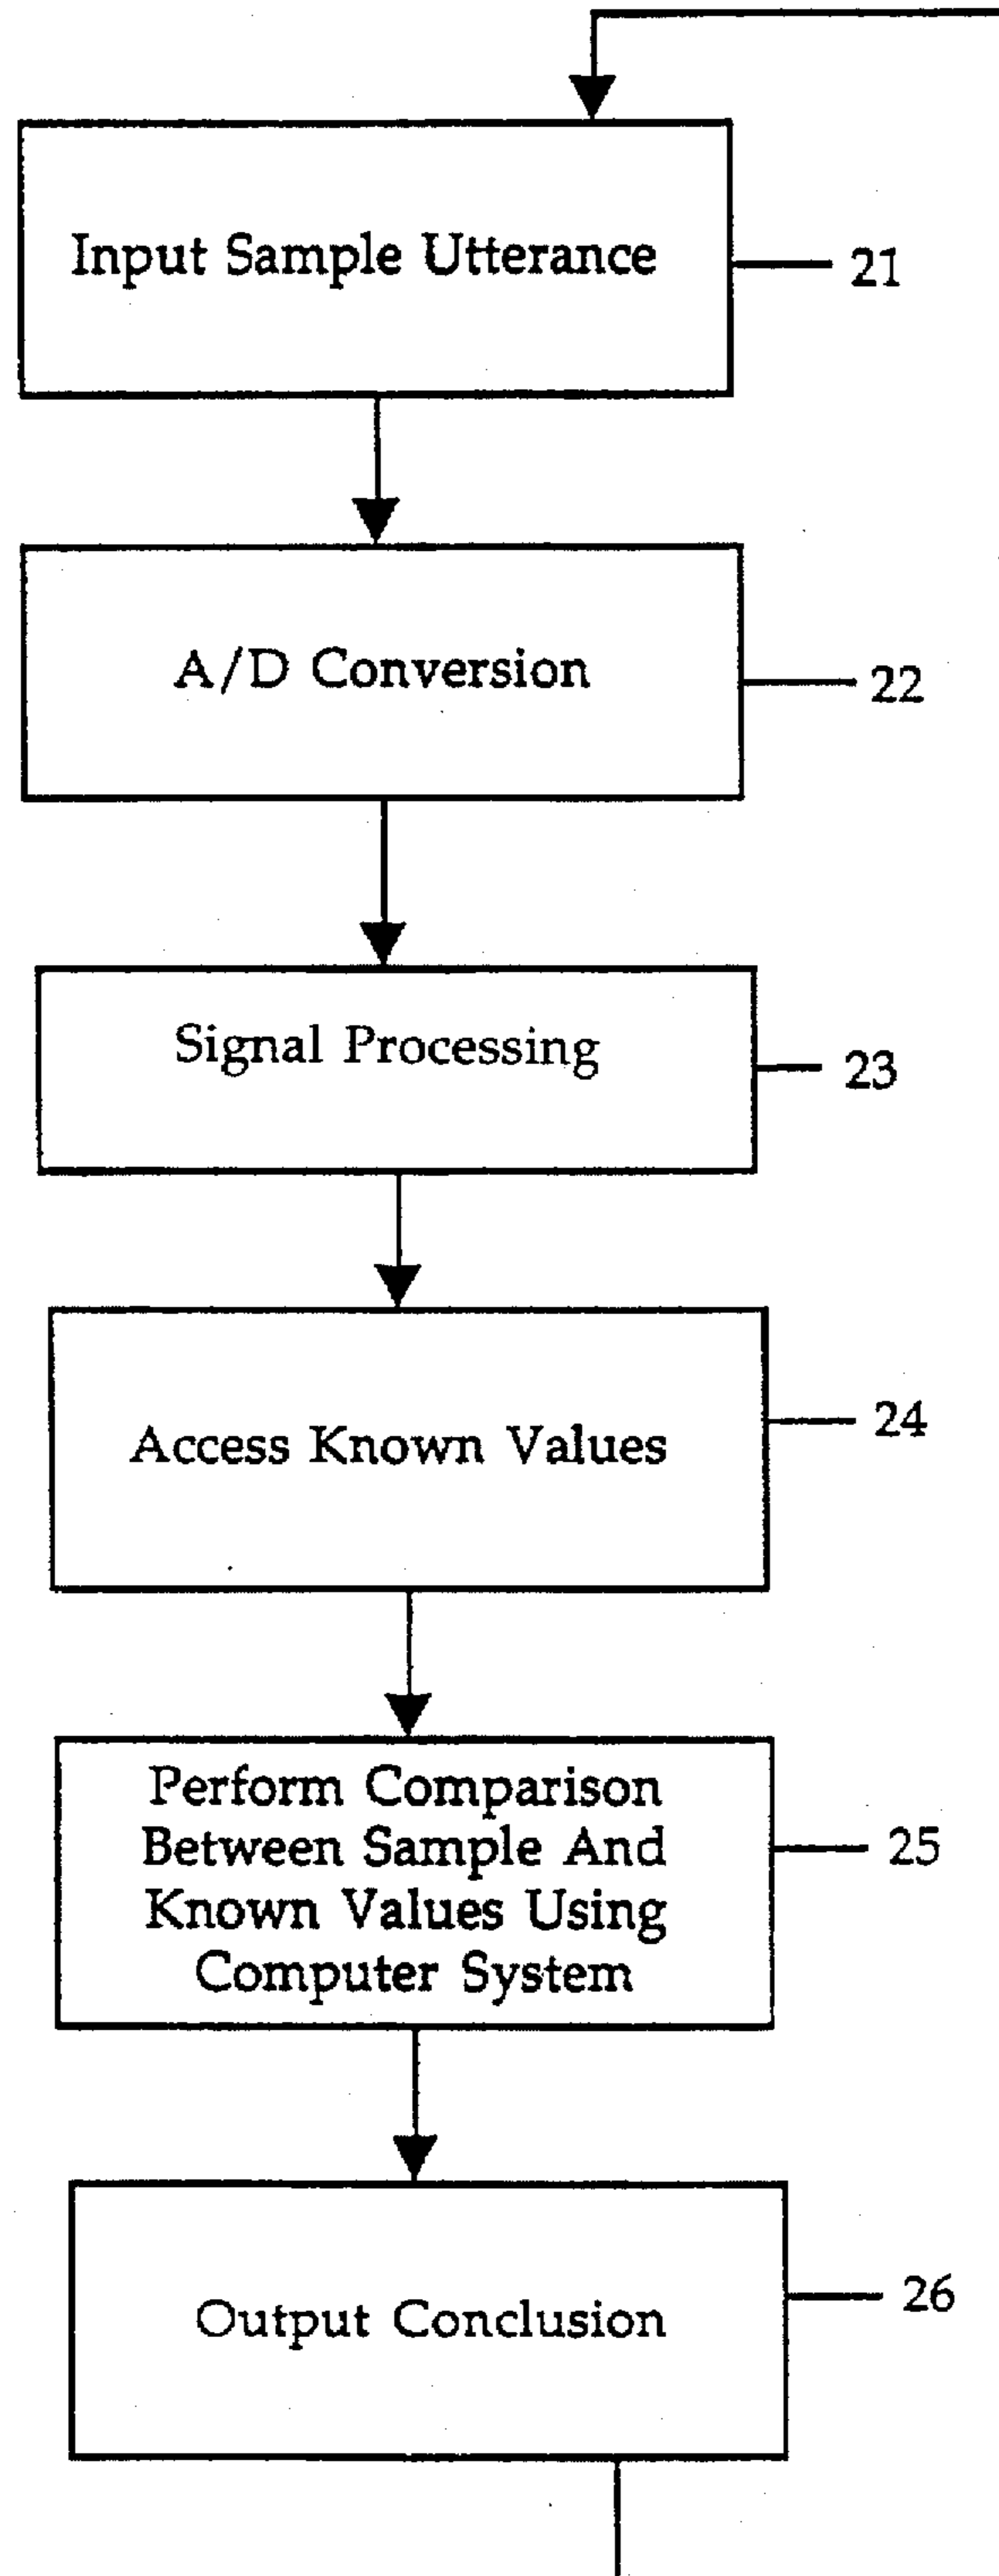 Input Sample Utterance
21
A/D Conversion
22
Signal Processing
23
Access Known Values
24
Perform Comparison
Between Sample And
Known Values Using
Computer System
25
Output Conclusion
26